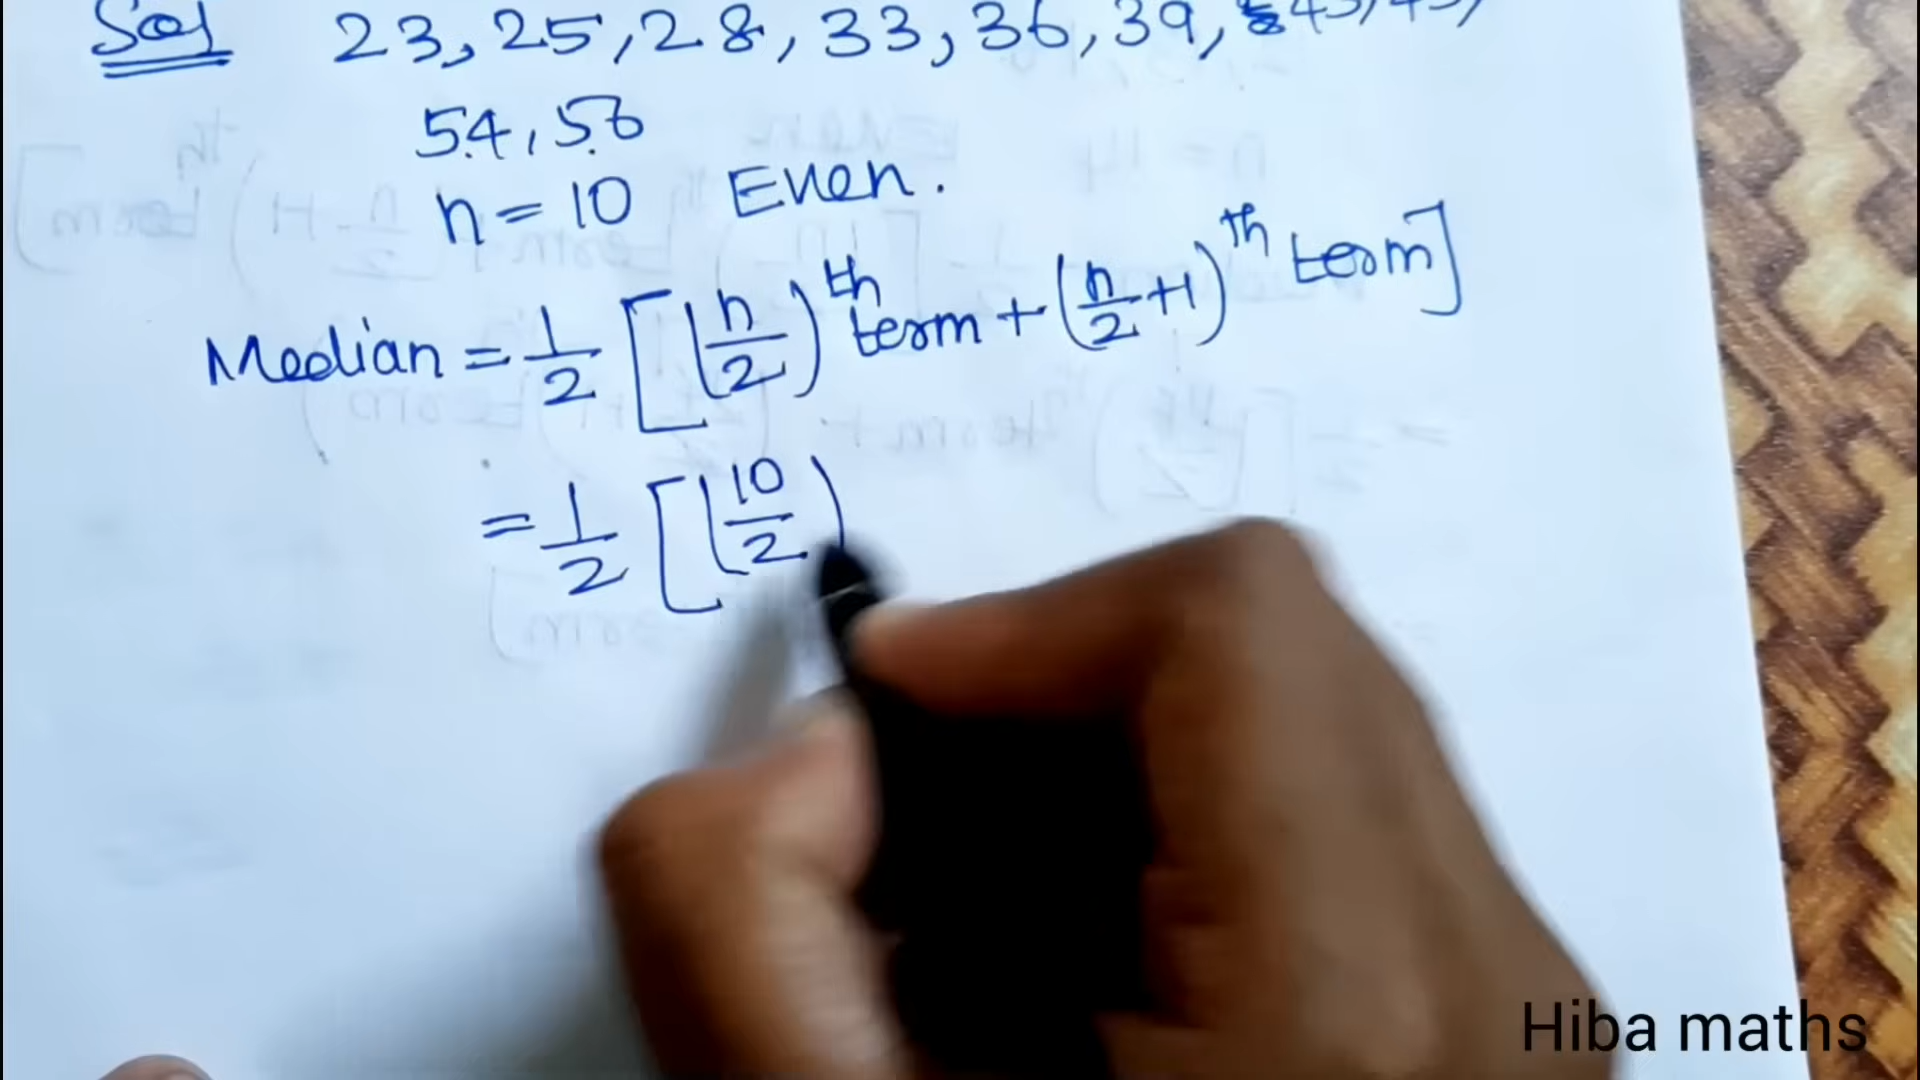 Sol 23, 25, 28, 33, 36, 39,
54, 56
n = 10 Even.
Median = 1/2 [(n/2)th term + (n/2 + 1)th term]
= 1/2 [(10/2)
Hiba maths